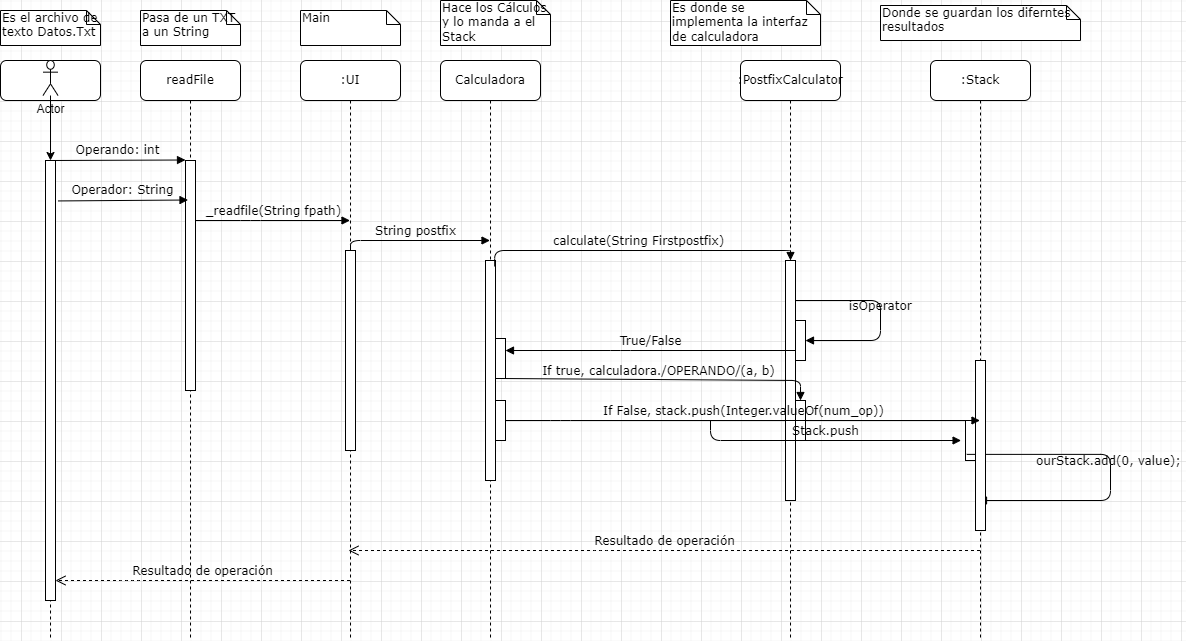 Es el archivo de
texto Datos.Txt
Pasa de un TXT
a un String
Main
Hace los Cálculos
y lo manda a el
Stack
Es donde se
implementa la interfaz
de calculadora
Donde se guardan los diferntes
resultados
Actor
readFile
:UI
Calculadora
:PostfixCalculator
:Stack
Operando: int
Operador: String
_readfile(String fpath)
String postfix
calculate(String Firstpostfix)
isOperator
True/False
If true, calculadora./OPERANDO/(a, b)
If False, stack.push(Integer.valueOf(num_op))
Stack.push
ourStack.add(0, value);
Resultado de operación
Resultado de operación